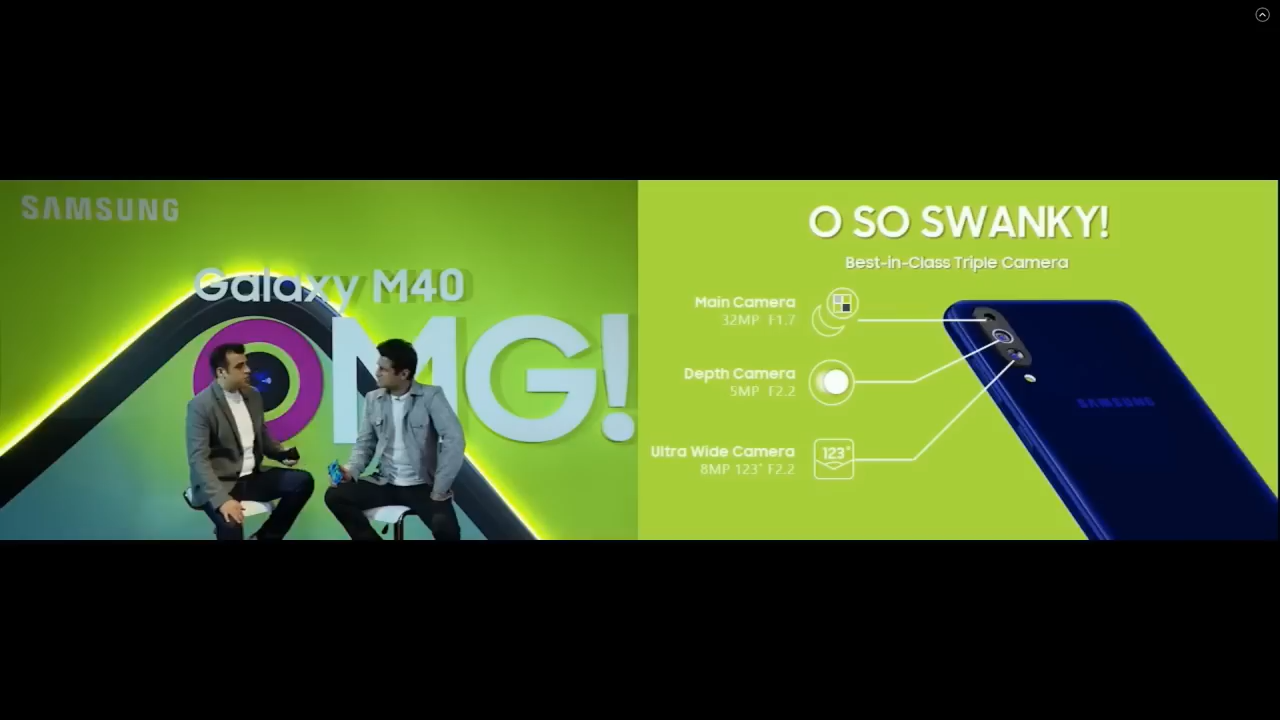 SAMSUNG
Galaxy M40
OMG!
O SO SWANKY!
Best-in-Class Triple Camera
Main Camera
32MP F1.7
Depth Camera
5MP F2.2
Ultra Wide Camera
8MP 123° F2.2
123°
SAMSUNG